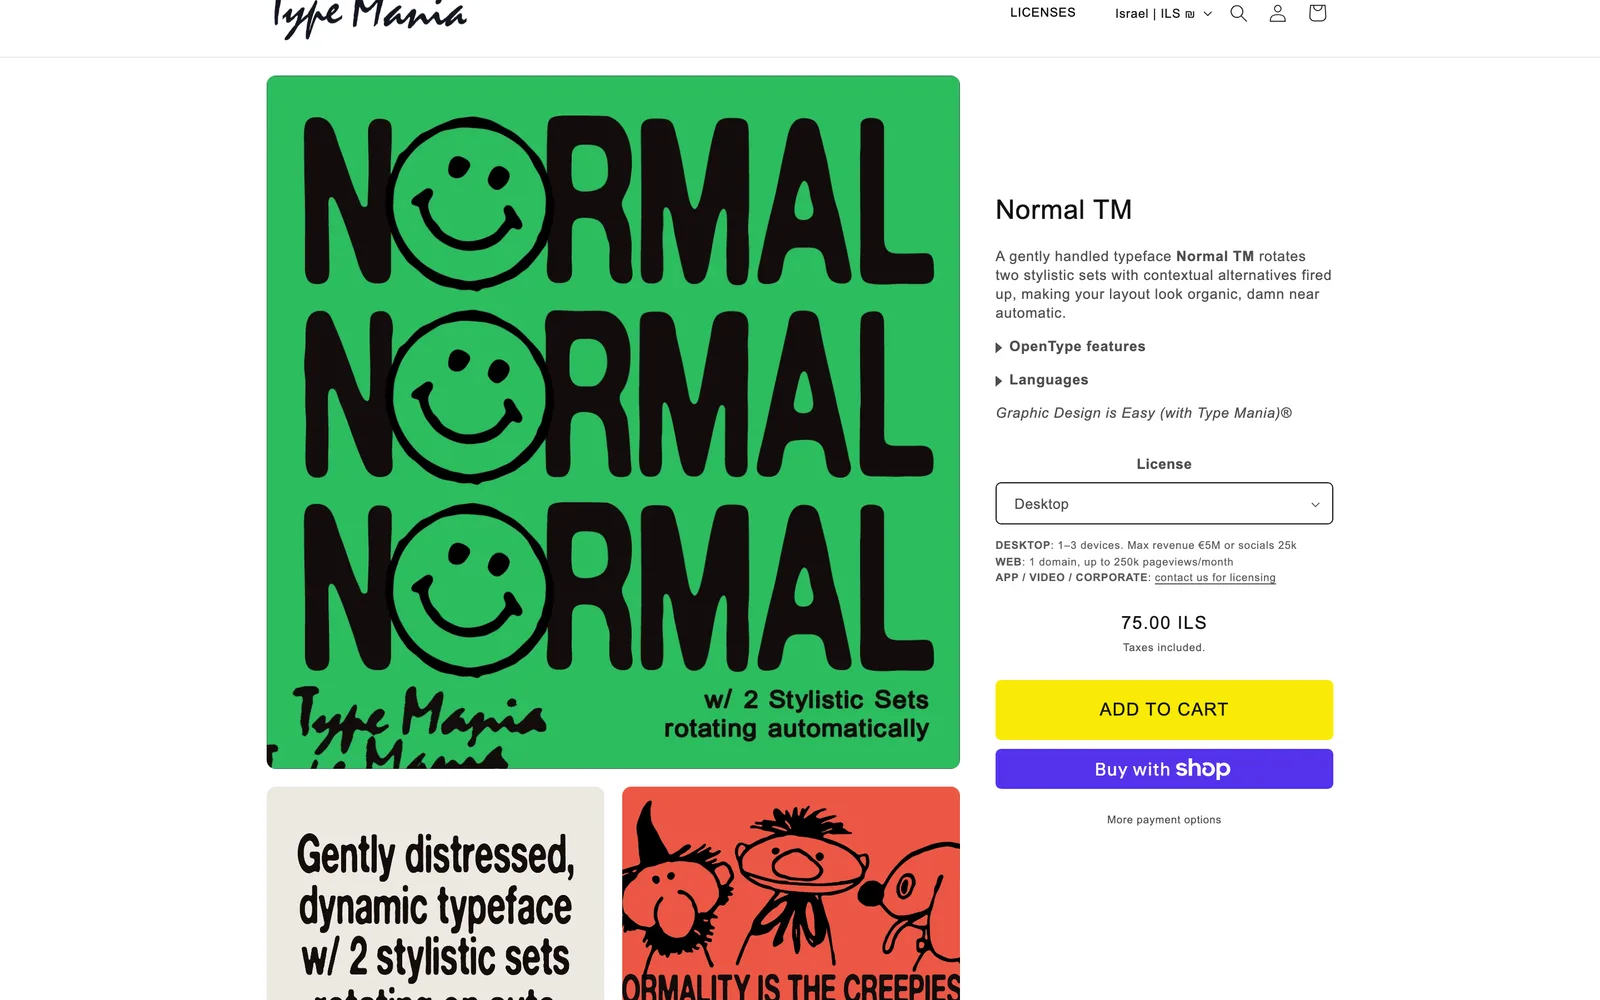 Type Mania
LICENSES
Israel | ILS ₪
NORMAL
NORMAL
NORMAL
Type Mania
w/ 2 Stylistic Sets
rotating automatically
Type Mania
Normal TM
A gently handled typeface Normal TM rotates
two stylistic sets with contextual alternatives fired
up, making your layout look organic, damn near
automatic.
OpenType features
Languages
Graphic Design is Easy (with Type Mania)®
License
Desktop
DESKTOP: 1–3 devices. Max revenue €5M or socials 25k
WEB: 1 domain, up to 250k pageviews/month
APP / VIDEO / CORPORATE: contact us for licensing
75.00 ILS
Taxes included.
ADD TO CART
Buy with shop
More payment options
Gently distressed,
dynamic typeface
w/ 2 stylistic sets
rotating on auto
ORMALITY IS THE CREEPIES